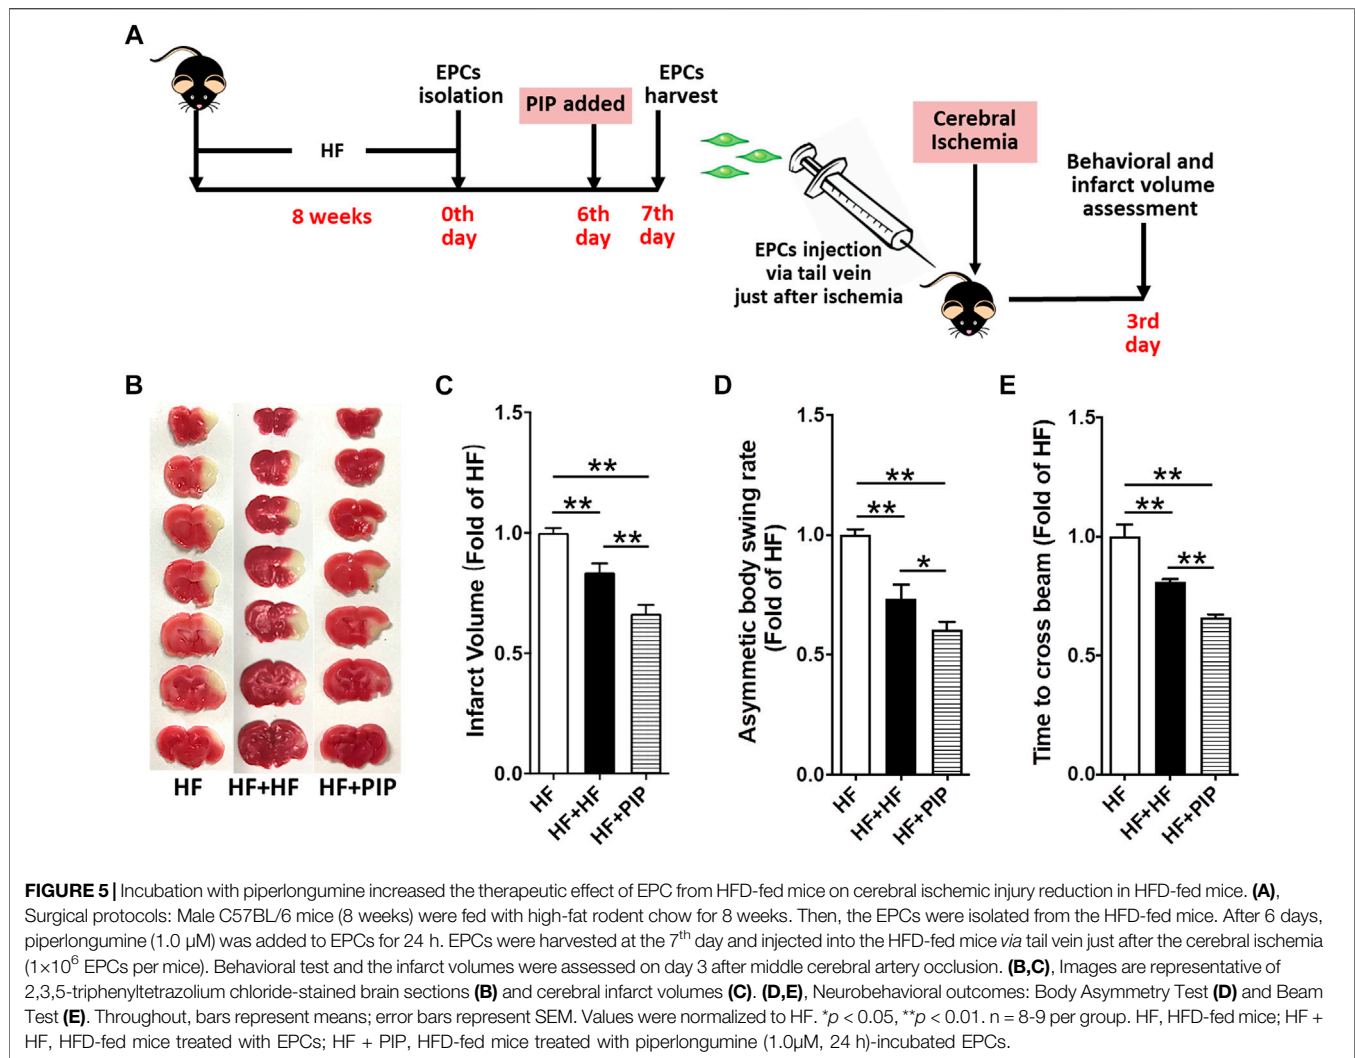 A
EPCs
isolation
PIP added
EPCs
harvest
HF
8 weeks
0th
day
6th
day
7th
day
EPCs injection
via tail vein
just after ischemia
Cerebral
Ischemia
Behavioral and
infarct volume
assessment
3rd
day
B
HF
HF+HF
HF+PIP
C
Infarct Volume (Fold of HF)
1.5
1.0
0.5
0.0
**
**
**
HF
HF+HF
HF+PIP
D
Asymmetic body swing rate
(Fold of HF)
1.5
1.0
0.5
0.0
**
**
*
HF
HF+HF
HF+PIP
E
Time to cross beam (Fold of HF)
1.5
1.0
0.5
0.0
**
**
**
HF
HF+HF
HF+PIP
FIGURE 5 | Incubation with piperlongumine increased the therapeutic effect of EPC from HFD-fed mice on cerebral ischemic injury reduction in HFD-fed mice. (A),
Surgical protocols: Male C57BL/6 mice (8 weeks) were fed with high-fat rodent chow for 8 weeks. Then, the EPCs were isolated from the HFD-fed mice. After 6 days,
piperlongumine (1.0 µM) was added to EPCs for 24 h. EPCs were harvested at the 7th day and injected into the HFD-fed mice via tail vein just after the cerebral ischemia
(1×10⁶ EPCs per mice). Behavioral test and the infarct volumes were assessed on day 3 after middle cerebral artery occlusion. (B,C), Images are representative of
2,3,5-triphenyltetrazolium chloride-stained brain sections (B) and cerebral infarct volumes (C). (D,E), Neurobehavioral outcomes: Body Asymmetry Test (D) and Beam
Test (E). Throughout, bars represent means; error bars represent SEM. Values were normalized to HF. *p < 0.05, **p < 0.01. n = 8-9 per group. HF, HFD-fed mice; HF +
HF, HFD-fed mice treated with EPCs; HF + PIP, HFD-fed mice treated with piperlongumine (1.0µM, 24 h)-incubated EPCs.